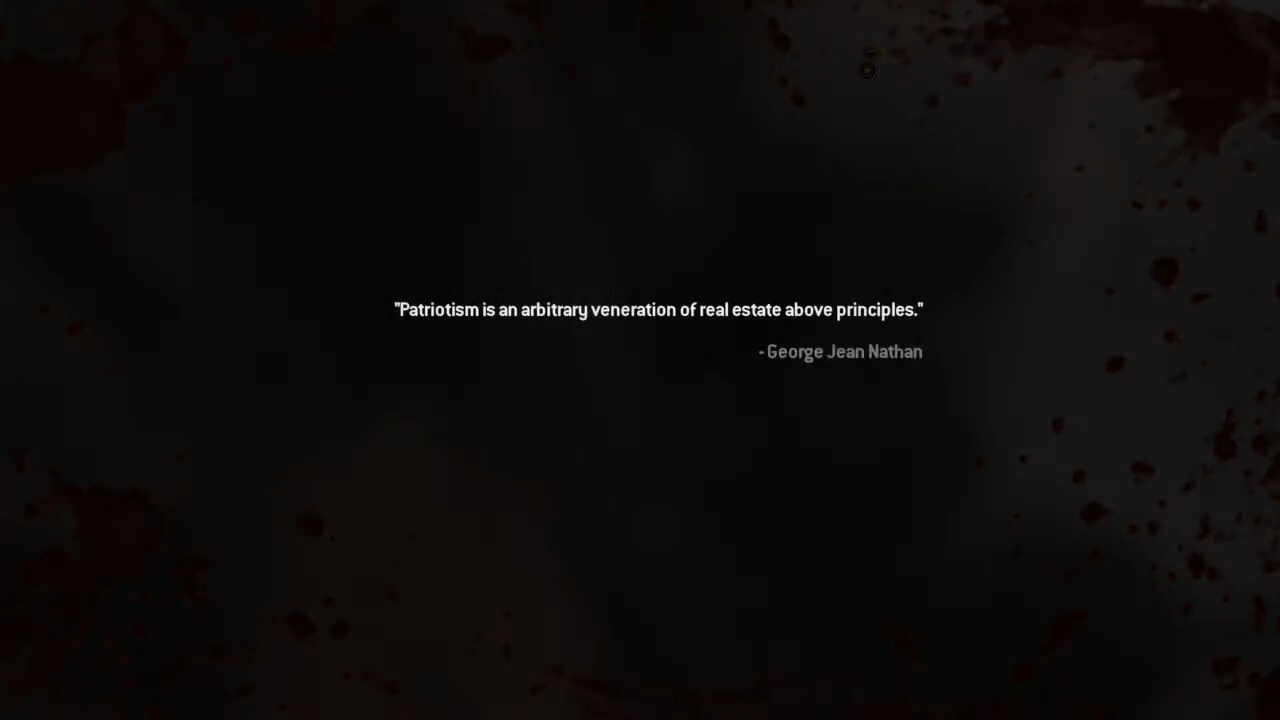 "Patriotism is an arbitrary veneration of real estate above principles."
- George Jean Nathan